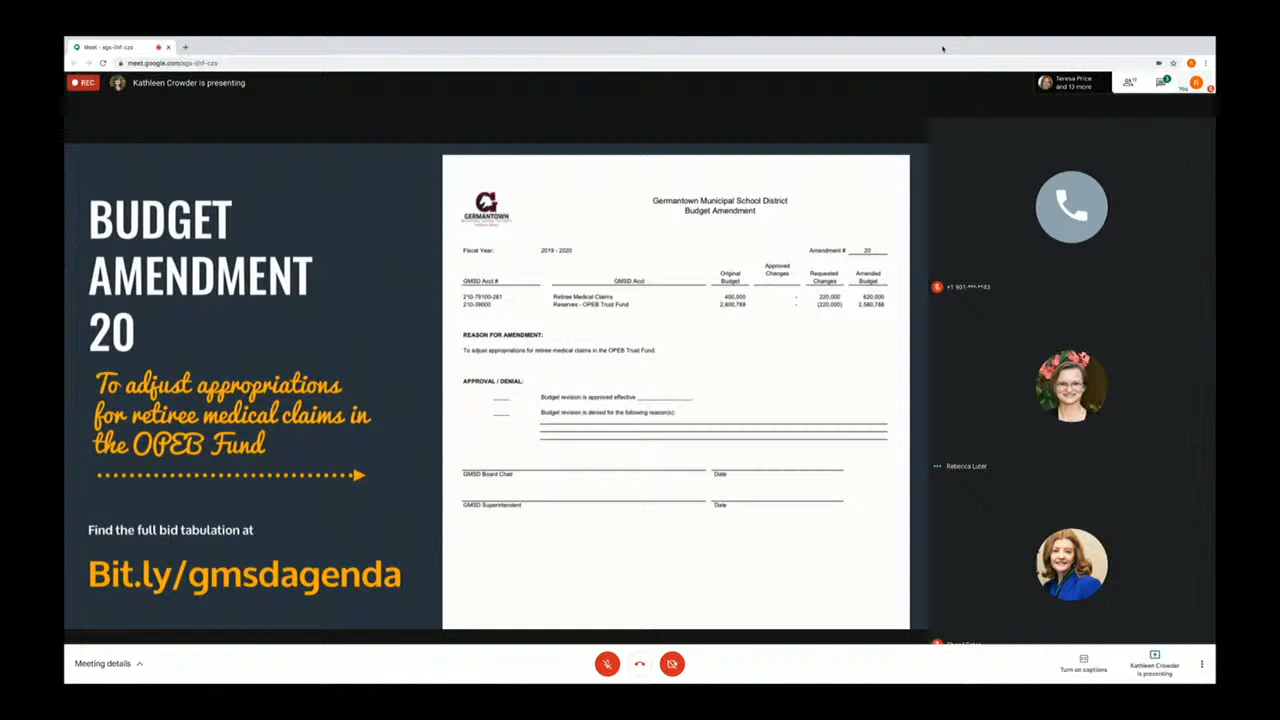 Meet - xgx-iihf-czs
meet.google.com/xgx-iihf-czs
REC
Kathleen Crowder is presenting
Teresa Price
and 13 more
You
R
BUDGET
AMENDMENT
20
To adjust appropriations
for retiree medical claims in
the OPEB Fund
Find the full bid tabulation at
Bit.ly/gmsdagenda
G
GERMANTOWN
Germantown Municipal School District
Budget Amendment
Fiscal Year: 2019 - 2020 Amendment # 20
GMSD Acct # GMSD Acct Original Budget Approved Changes Requested Changes Amended Budget
210-79100-281 Retiree Medical Claims 400,000 - 220,000 620,000
210-39000 Reserves - OPEB Trust Fund 2,800,788 - (220,000) 2,580,788
REASON FOR AMENDMENT:
To adjust appropriations for retiree medical claims in the OPEB Trust Fund.
APPROVAL / DENIAL:
Budget revision is approved effective
Budget revision is denied for the following reason(s):
GMSD Board Chair Date
GMSD Superintendent Date
Rebecca Luter
Meeting details
Turn on captions
Kathleen Crowder
is presenting